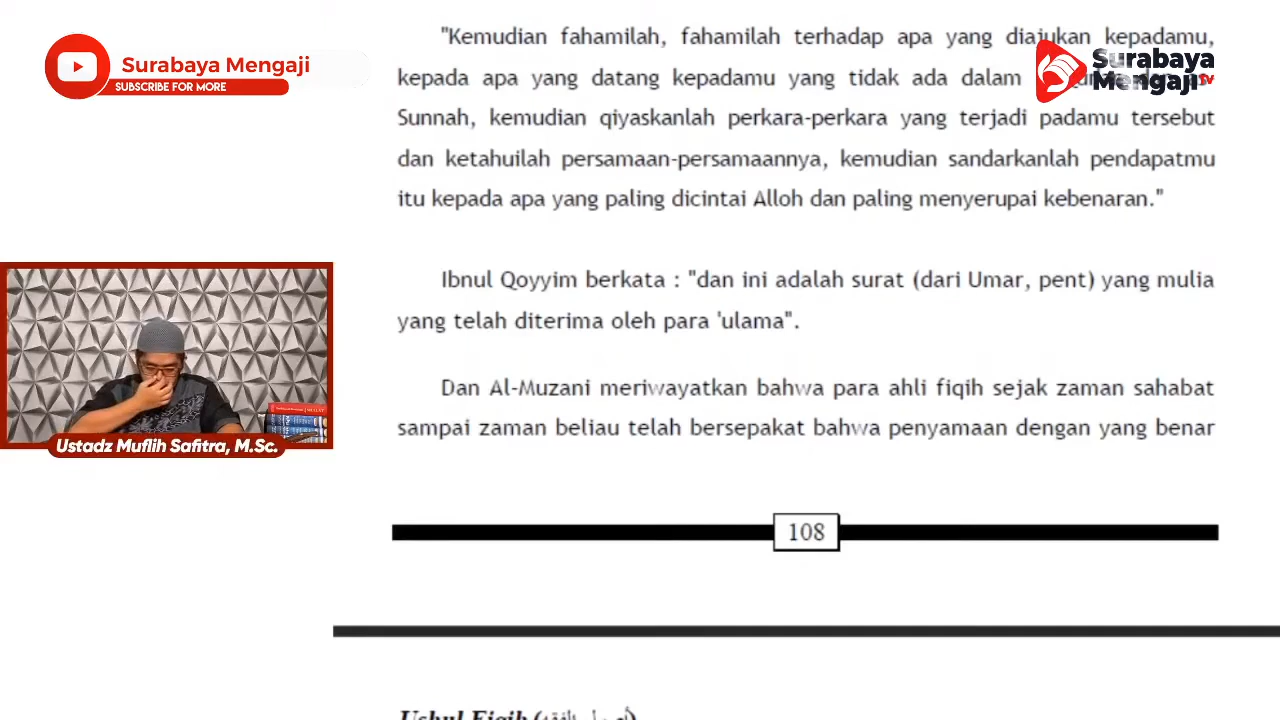 Surabaya Mengaji
SUBSCRIBE FOR MORE
Surabaya
Mengaji TV
"Kemudian fahamilah, fahamilah terhadap apa yang diajukan kepadamu,
kepada apa yang datang kepadamu yang tidak ada dalam
Sunnah, kemudian qiyaskanlah perkara-perkara yang terjadi padamu tersebut
dan ketahuilah persamaan-persamaannya, kemudian sandarkanlah pendapatmu
itu kepada apa yang paling dicintai Alloh dan paling menyerupai kebenaran."
Ibnul Qoyyim berkata : "dan ini adalah surat (dari Umar, pent) yang mulia
yang telah diterima oleh para 'ulama".
Dan Al-Muzani meriwayatkan bahwa para ahli fiqih sejak zaman sahabat
sampai zaman beliau telah bersepakat bahwa penyamaan dengan yang benar
Ustadz Muflih Safitra, M.Sc.
108
Ushul Fiqih (